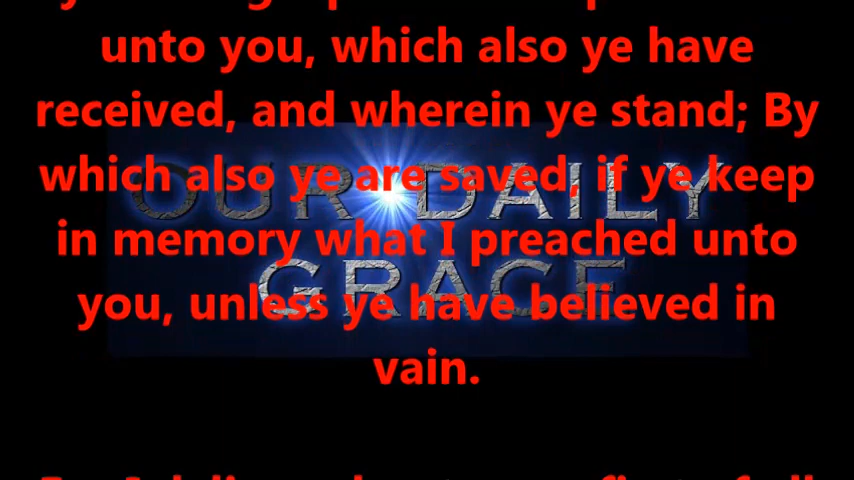 unto you, which also ye have
received, and wherein ye stand; By
which also ye are saved, if ye keep
in memory what I preached unto
you, unless ye have believed in
vain.
OUR DAILY
GRACE